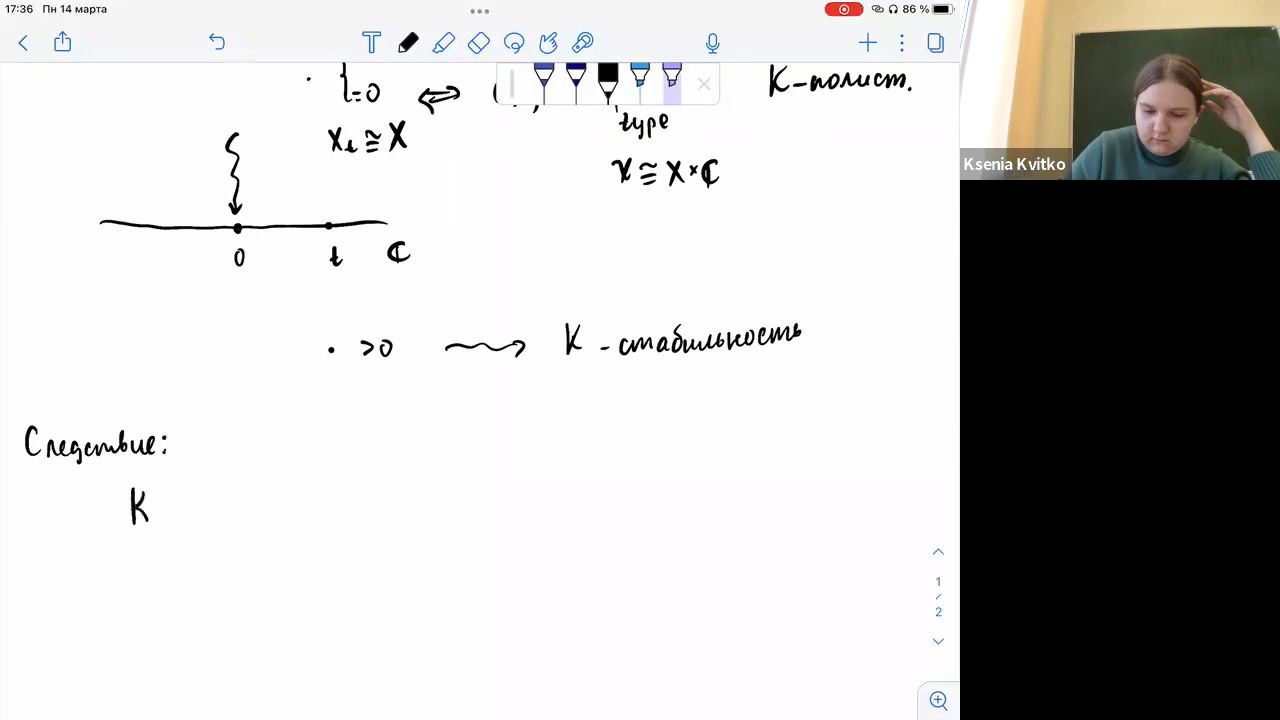 17:36 Пн 14 марта
86 %
t=0 ⟺
К-полист.
type
X_t ≅ X
𝒳 ≅ X × ℂ
0 t ℂ
• >0 ⇝ К-стабильность
Следствие:
К
1
/
2
Ksenia Kvitko